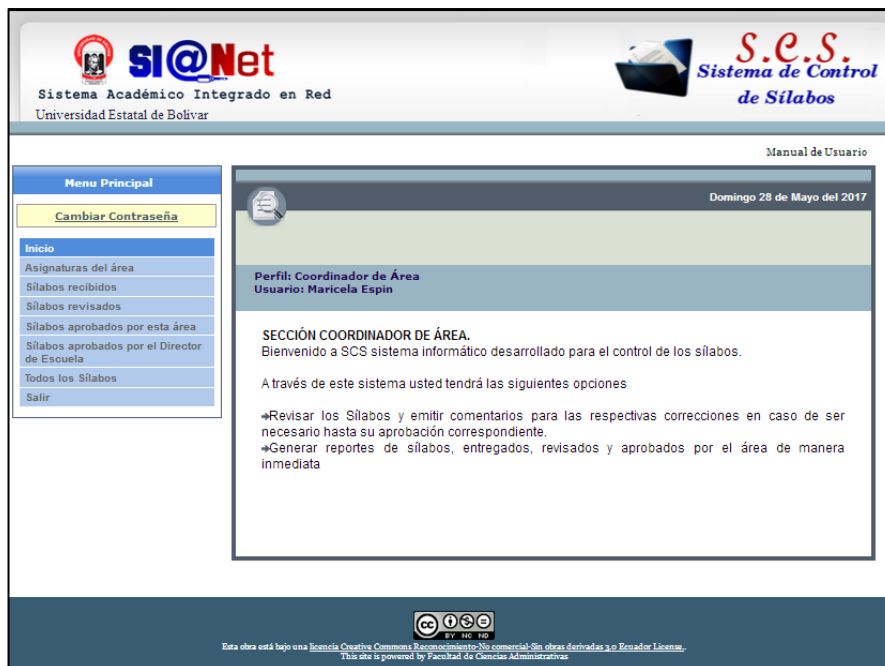 SI@Net
Sistema Académico Integrado en Red
Universidad Estatal de Bolívar
S.C.S.
Sistema de Control
de Sílabos
Manual de Usuario
Menu Principal
Cambiar Contraseña
Inicio
Asignaturas del área
Sílabos recibidos
Sílabos revisados
Sílabos aprobados por esta área
Sílabos aprobados por el Director
de Escuela
Todos los Sílabos
Salir
Domingo 28 de Mayo del 2017
Perfil: Coordinador de Área
Usuario: Maricela Espin
SECCIÓN COORDINADOR DE ÁREA.
Bienvenido a SCS sistema informático desarrollado para el control de los sílabos.
A través de este sistema usted tendrá las siguientes opciones
➔Revisar los Sílabos y emitir comentarios para las respectivas correcciones en caso de ser
necesario hasta su aprobación correspondiente.
➔Generar reportes de sílabos, entregados, revisados y aprobados por el área de manera
inmediata
cc
BY NC ND
Esta obra está bajo una licencia Creative Commons Reconocimiento-No comercial-Sin obras derivadas 3.0 Ecuador License..
This site is powered by Facultad de Ciencias Administrativas